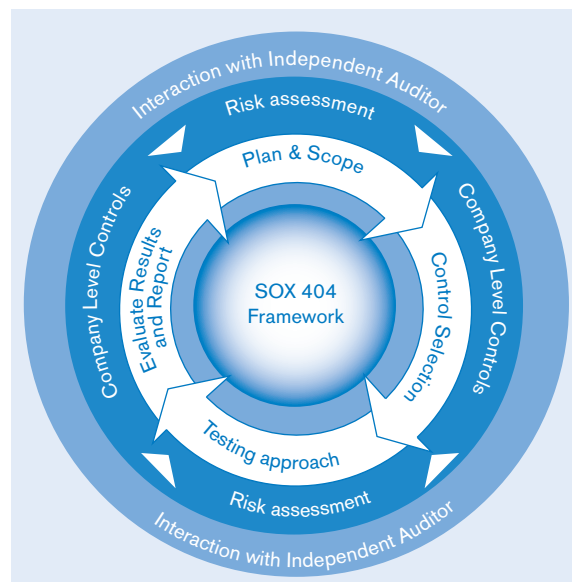 Interaction with Independent Auditor
Risk assessment
Plan & Scope
Company Level Controls
Evaluate Results
and Report
SOX 404
Framework
Control Selection
Company Level Controls
Testing approach
Risk assessment
Interaction with Independent Auditor